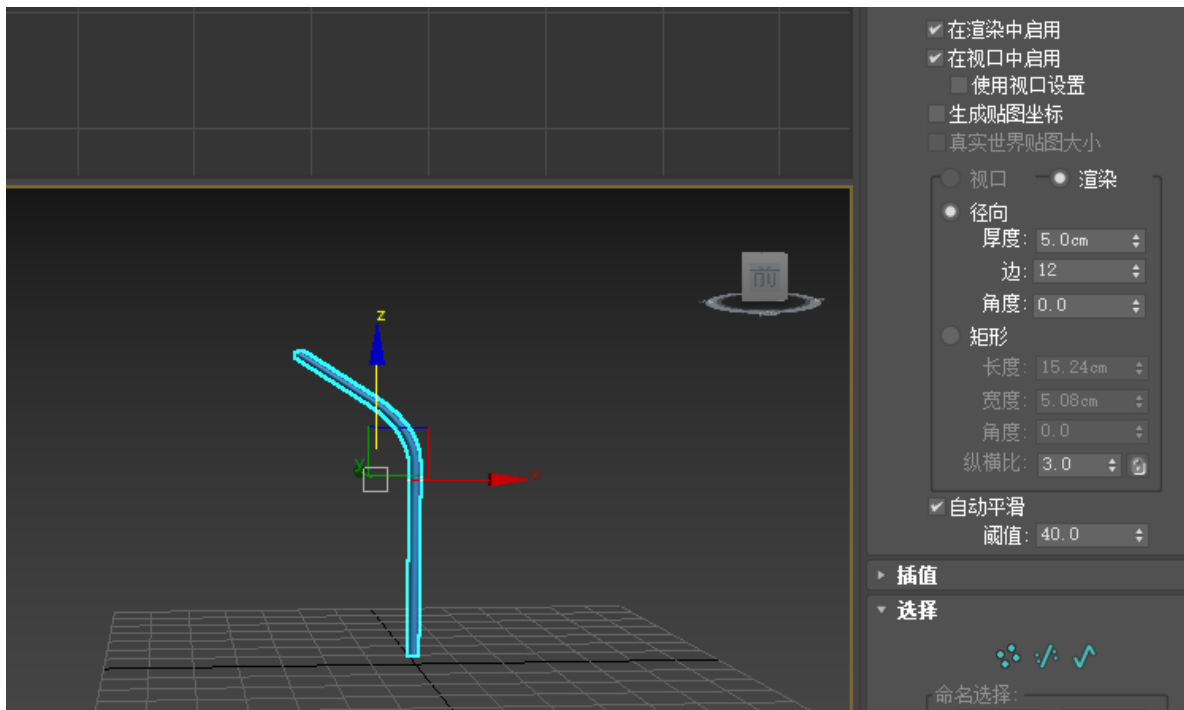 在渲染中启用
在视口中启用
使用视口设置
生成贴图坐标
真实世界贴图大小
视口 渲染
径向
厚度: 5.0cm
边: 12
角度: 0.0
矩形
长度: 15.24cm
宽度: 5.08cm
角度: 0.0
纵横比: 3.0
自动平滑
阈值: 40.0
插值
选择
命名选择:
前
z
y
x